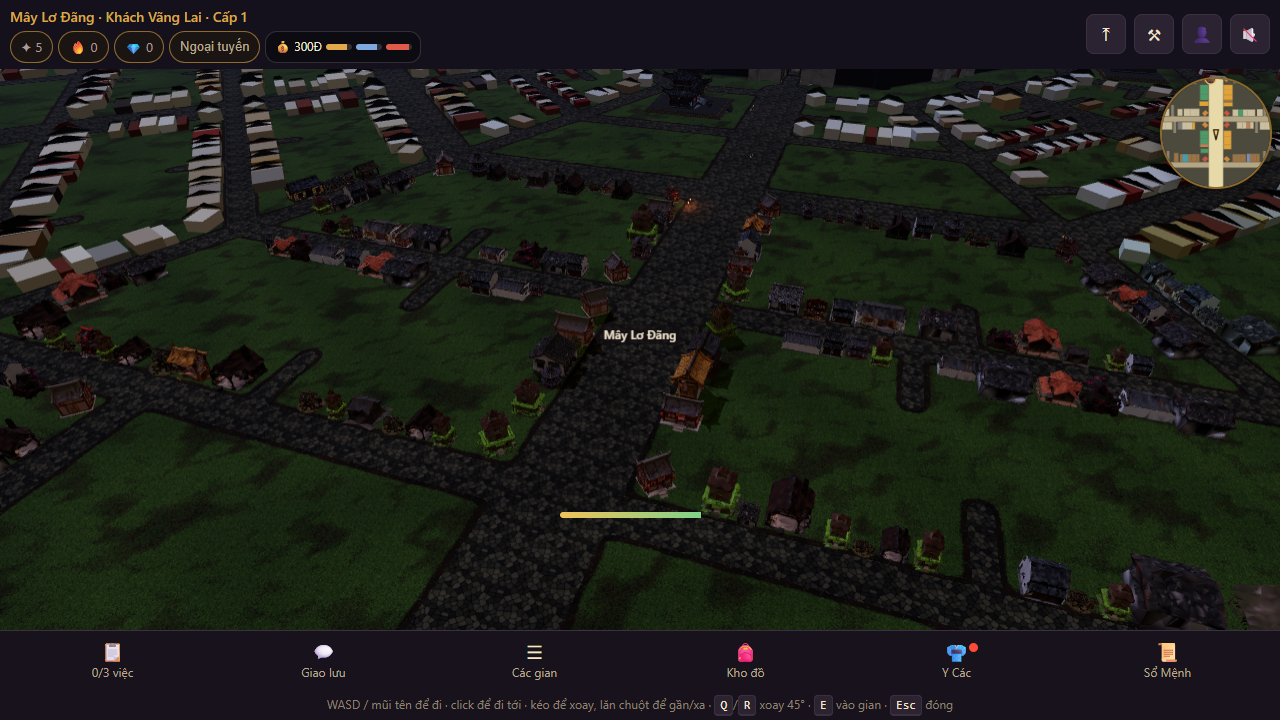 Mây Lơ Đãng · Khách Vãng Lai · Cấp 1
5
0
0
Ngoại tuyến
300Đ
Mây Lơ Đãng
0/3 việc
Giao lưu
Các gian
Kho đồ
Y Các
Sổ Mệnh
WASD / mũi tên để đi · click để đi tới · kéo để xoay, lăn chuột để gần/xa · Q / R xoay 45° · E vào gian · Esc đóng